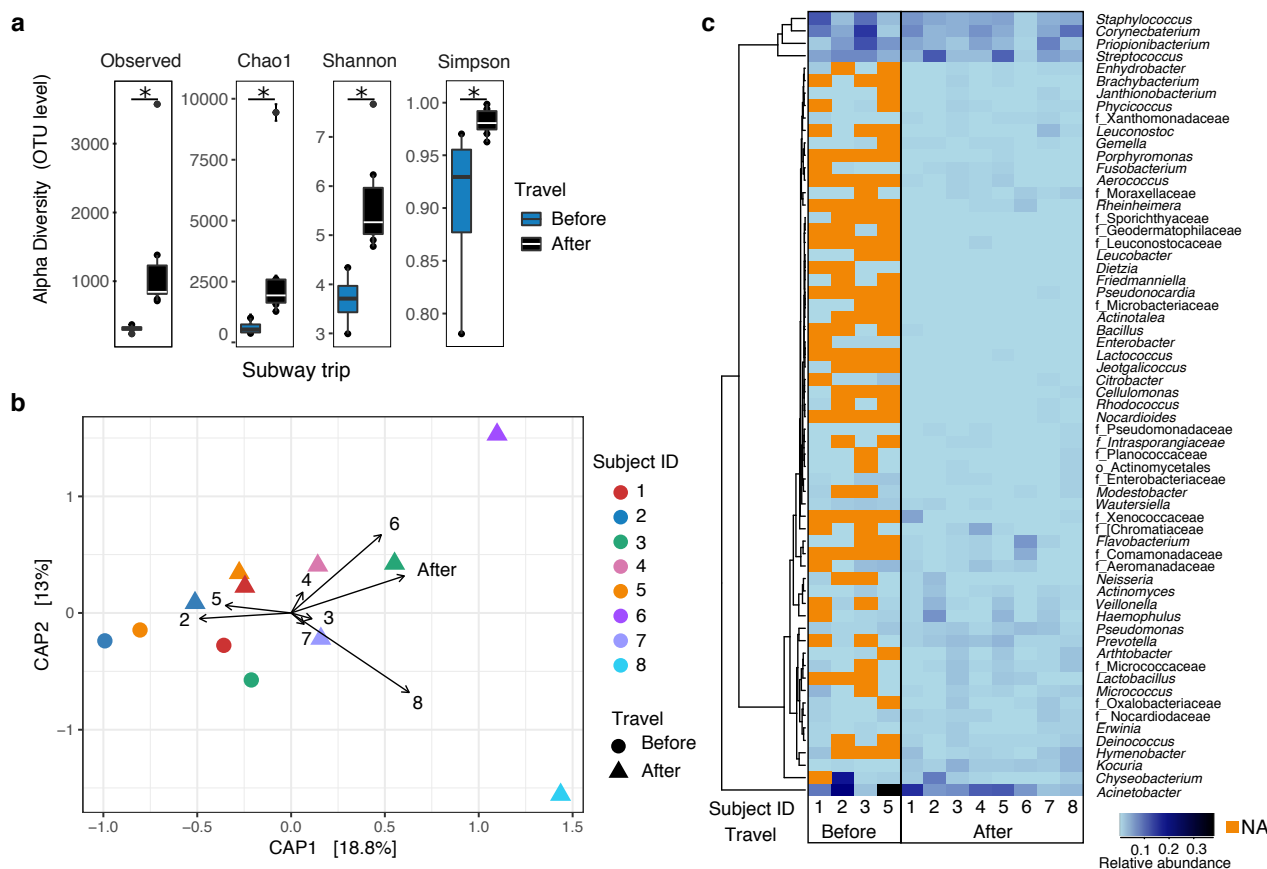 a
Observed
Chao1
Shannon
Simpson
*
*
*
*
Alpha Diversity (OTU level)
3000
2000
1000
10000
7500
5000
2500
0
7
6
5
4
3
1.00
0.95
0.90
0.85
0.80
Travel
Before
After
Subway trip
b
CAP2 [13%]
1
0
−1
6
After
4
5
2
3
7
8
−1.0
−0.5
0.0
0.5
1.0
1.5
CAP1 [18.8%]
Subject ID
1
2
3
4
5
6
7
8
Travel
Before
After
c
Staphylococcus
Corynecbaterium
Priopionibacterium
Streptococcus
Enhydrobacter
Brachybacterium
Janthionobacterium
Phycicoccus
f_Xanthomonadaceae
Leuconostoc
Gemella
Porphyromonas
Fusobacterium
Aerococcus
f_Moraxellaceae
Rheinheimera
f_Sporichthyaceae
f_Geodermatophilaceae
f_Leuconostocaceae
Leucobacter
Dietzia
Friedmanniella
Pseudonocardia
f_Microbacteriaceae
Actinotalea
Bacillus
Enterobacter
Lactococcus
Jeotgalicoccus
Citrobacter
Cellulomonas
Rhodococcus
Nocardioides
f_Pseudomonadaceae
f_Intrasporangiaceae
f_Planococcaceae
o_Actinomycetales
f_Enterobacteriaceae
Modestobacter
Wautersiella
f_Xenococcaceae
f_[Chromatiaceae
Flavobacterium
f_Comamonadaceae
f_Aeromanadaceae
Neisseria
Actinomyces
Veillonella
Haemophulus
Pseudomonas
Prevotella
Arthtobacter
f_Micrococcaceae
Lactobacillus
Micrococcus
f_Oxalobacteriaceae
f_ Nocardiodaceae
Erwinia
Deinococcus
Hymenobacter
Kocuria
Chyseobacterium
Acinetobacter
Subject ID
1 2 3 5 1 2 3 4 5 6 7 8
Travel
Before
After
0.1 0.2 0.3
Relative abundance
NA